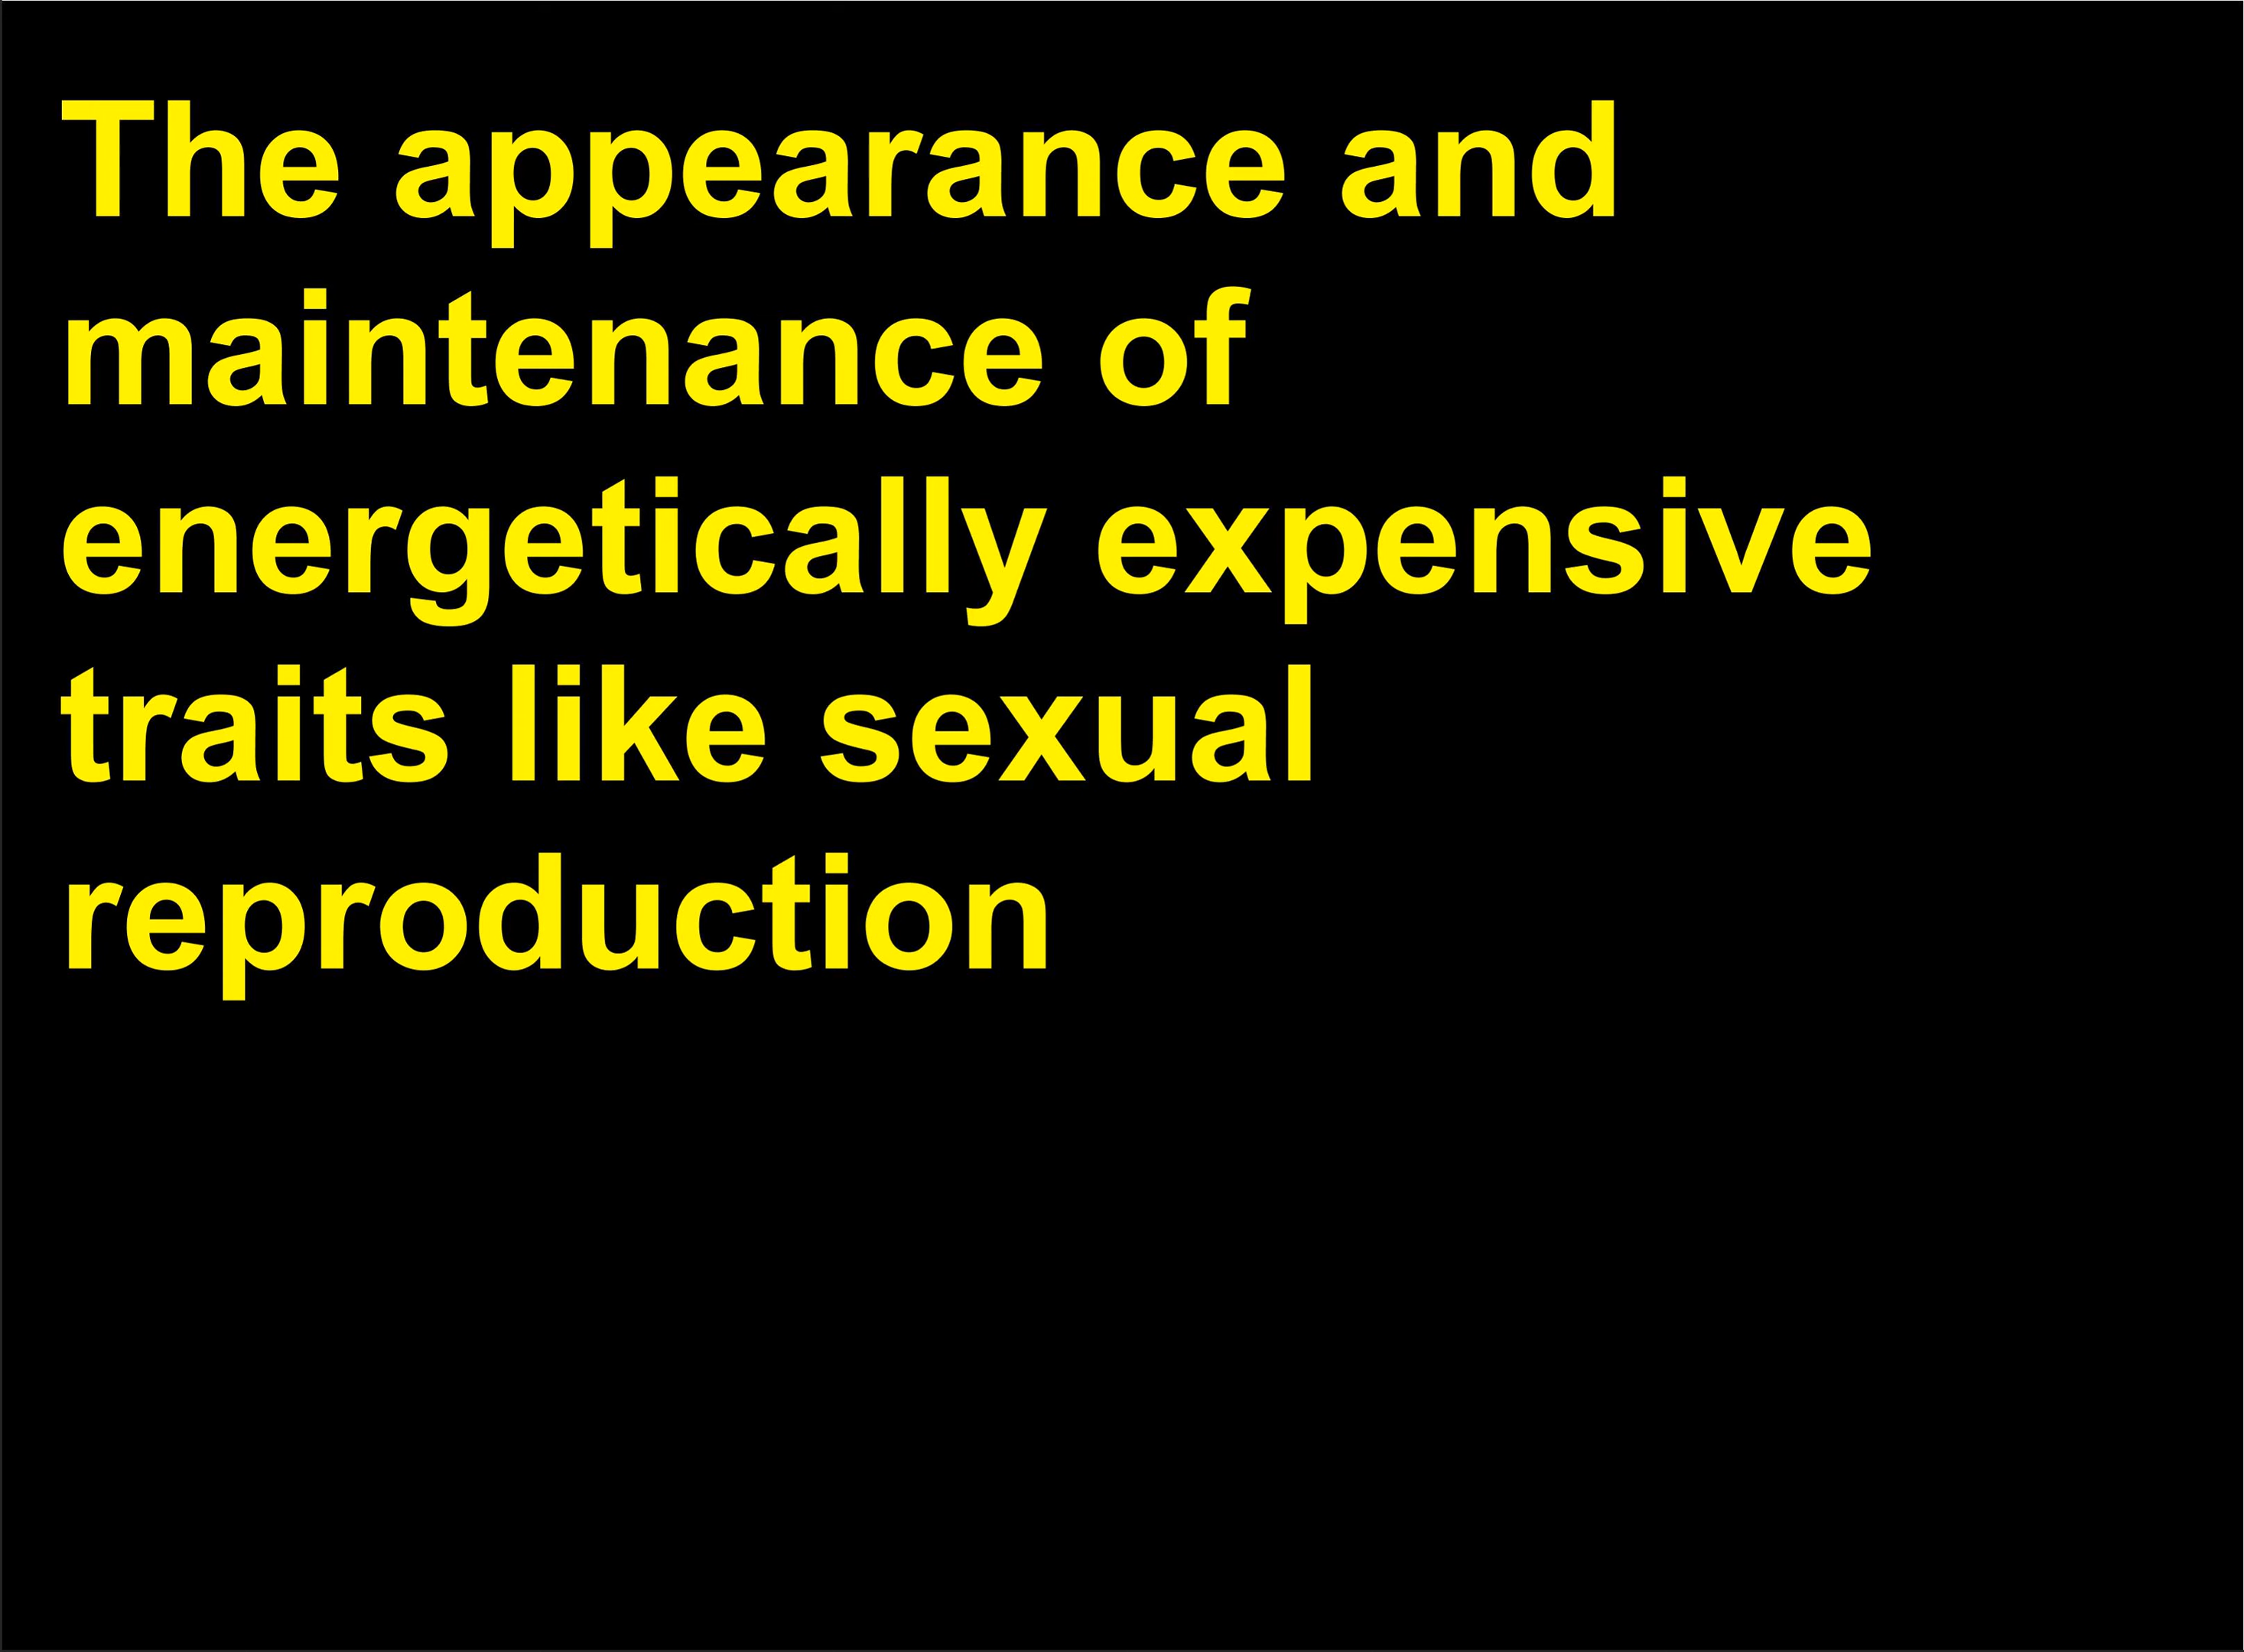 The appearance and
maintenance of
energetically expensive
traits like sexual
reproduction